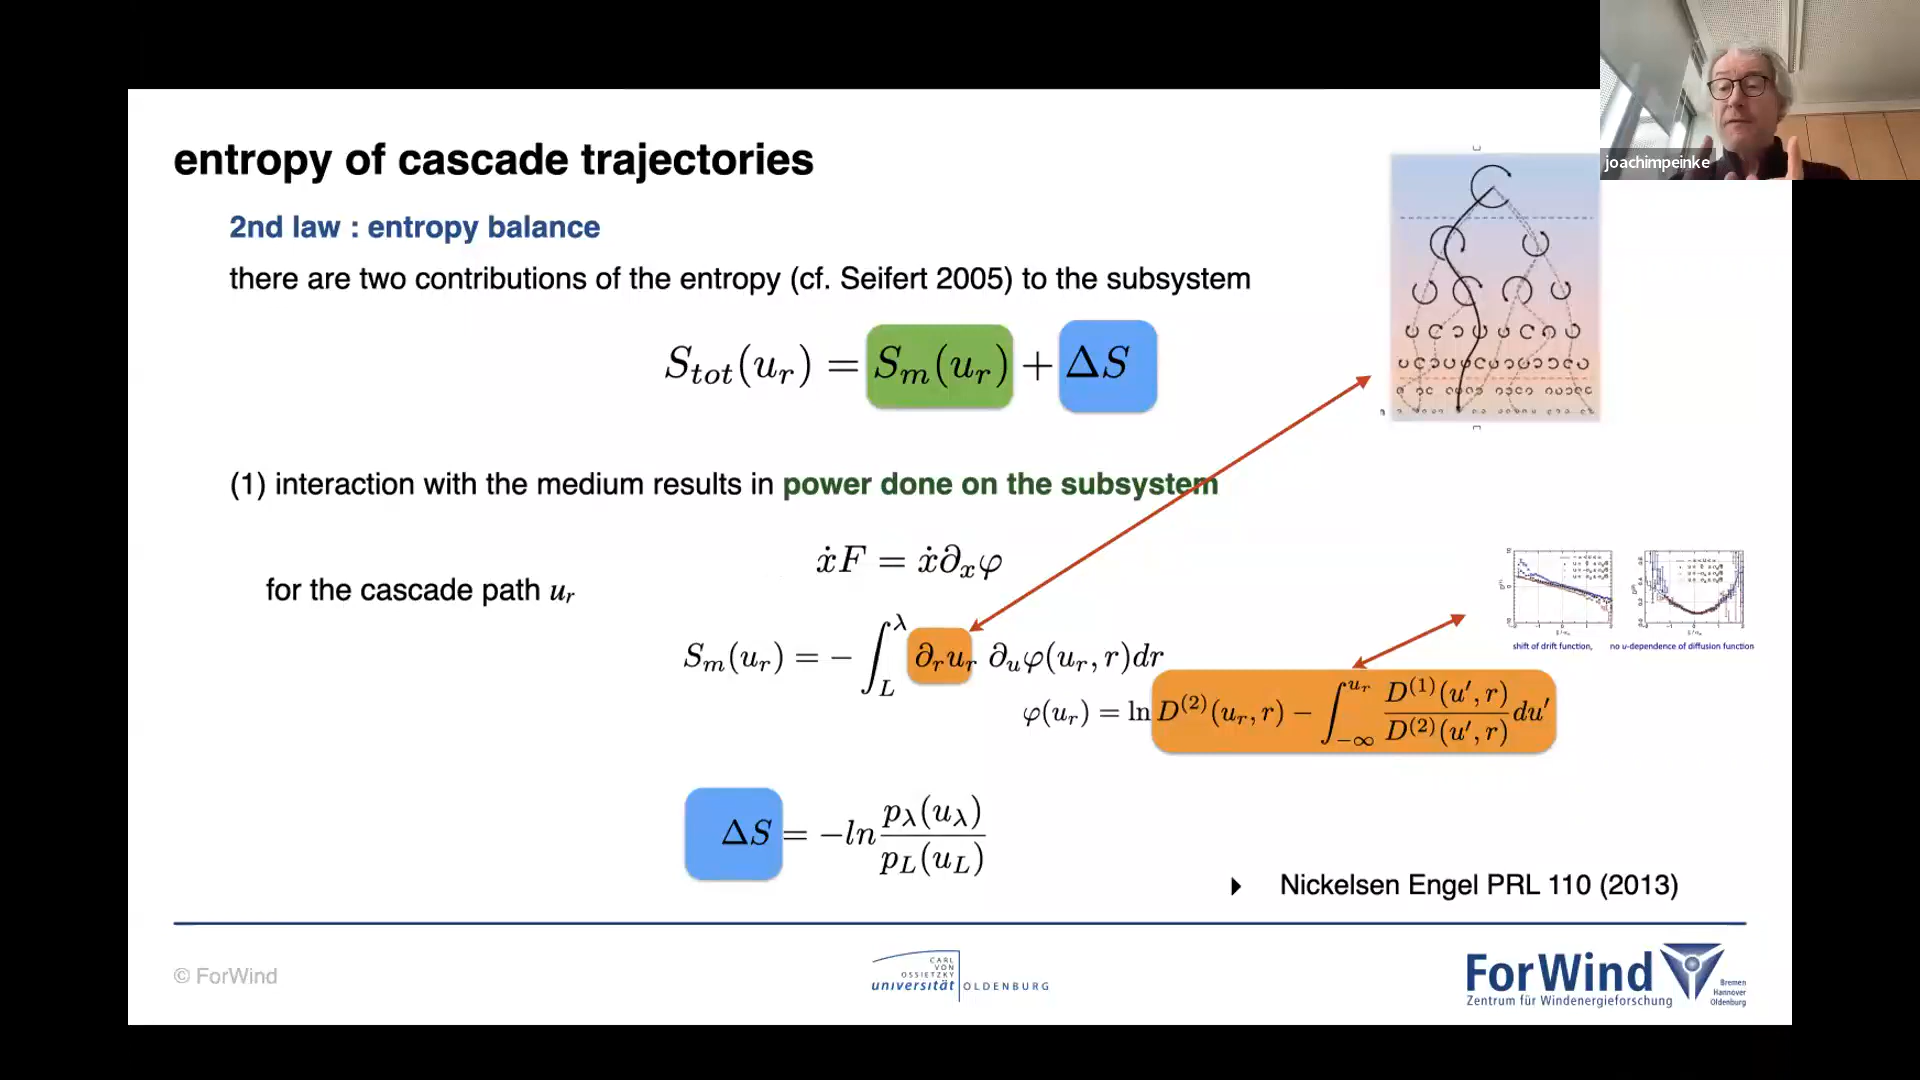 joachimpeinke
entropy of cascade trajectories
2nd law : entropy balance
there are two contributions of the entropy (cf. Seifert 2005) to the subsystem
S_{tot}(u_r) = S_m(u_r) + ΔS
(1) interaction with the medium results in power done on the subsystem
ẋF = ẋ∂_xφ
for the cascade path u_r
S_m(u_r) = − ∫_L^λ ∂_r u_r ∂_u φ(u_r, r)dr
shift of drift function, no u-dependence of diffusion function
φ(u_r) = ln D^{(2)}(u_r, r) − ∫_{−∞}^{u_r} \frac{D^{(1)}(u′, r)}{D^{(2)}(u′, r)} du′
ΔS = −ln \frac{p_λ(u_λ)}{p_L(u_L)}
Nickelsen Engel PRL 110 (2013)
© ForWind
CARL
VON
OSSIETZKY
universität OLDENBURG
ForWind
Zentrum für Windenergieforschung
Bremen
Hannover
Oldenburg